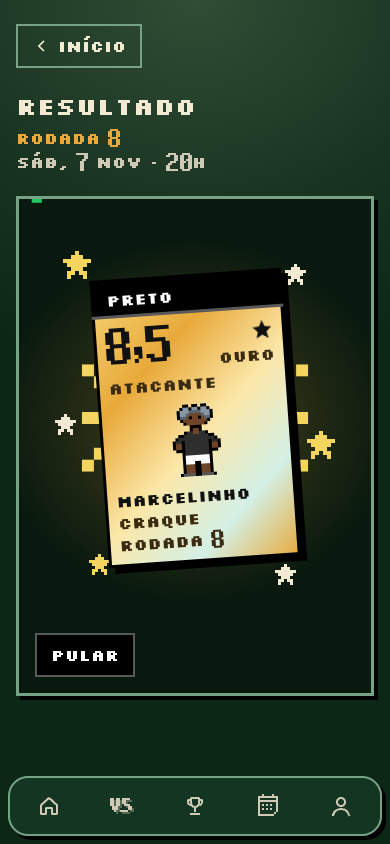 INÍCIO
RESULTADO
RODADA 8
SÁB, 7 NOV · 20H
PRETO
8,5
OURO
ATACANTE
MARCELINHO
CRAQUE
RODADA 8
PULAR
VS